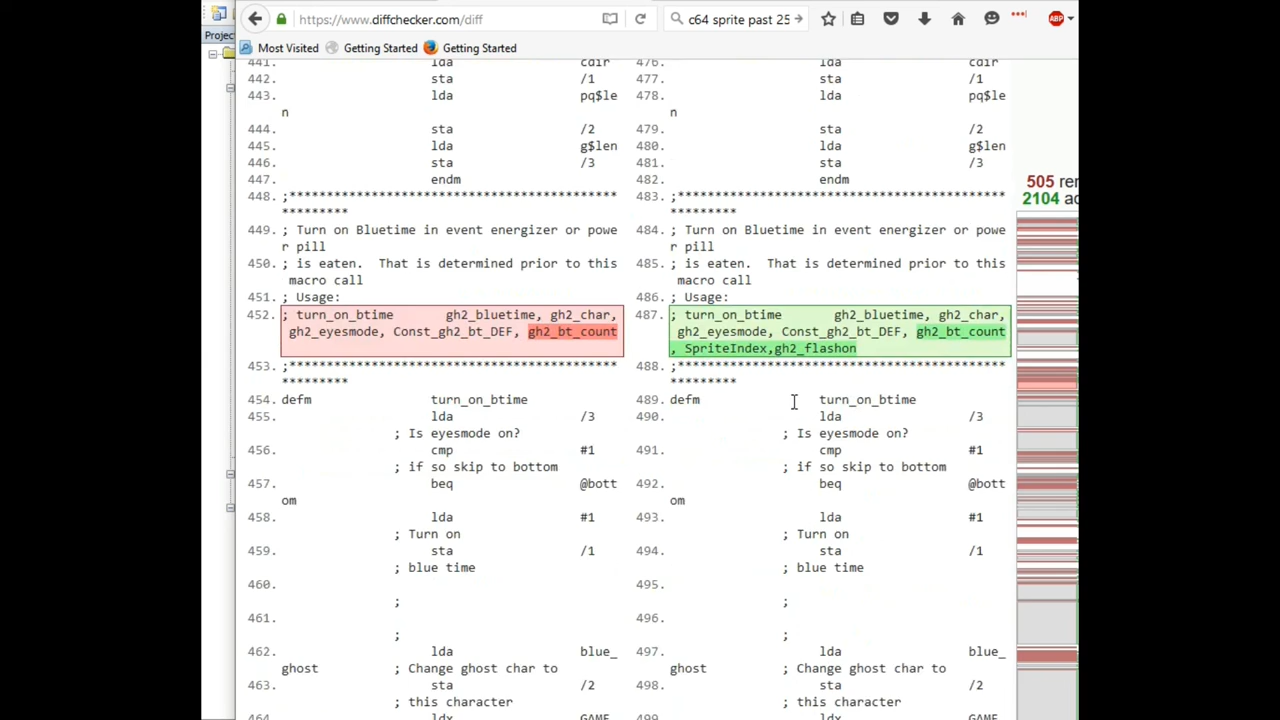 Projec
https://www.diffchecker.com/diff
c64 sprite past 25
ABP
Most Visited Getting Started Getting Started
441. lda cdir
442. sta /1
443. lda pq$le
n
444. sta /2
445. lda g$len
446. sta /3
447. endm
448. ;*******************************************
*********
449. ; Turn on Bluetime in event energizer or powe
r pill
450. ; is eaten.  That is determined prior to this
 macro call
451. ; Usage:
452. ; turn_on_btime gh2_bluetime, gh2_char,
 gh2_eyesmode, Const_gh2_bt_DEF, gh2_bt_count
453. ;*******************************************
*********
454. defm turn_on_btime
455. lda /3
; Is eyesmode on?
456. cmp #1
; if so skip to bottom
457. beq @bott
om
458. lda #1
; Turn on
459. sta /1
; blue time
460.
;
461.
;
462. lda blue_
ghost ; Change ghost char to
463. sta /2
; this character
464. ldx GAME_
476. lda cdir
477. sta /1
478. lda pq$le
n
479. sta /2
480. lda g$len
481. sta /3
482. endm
483. ;*******************************************
*********
484. ; Turn on Bluetime in event energizer or powe
r pill
485. ; is eaten.  That is determined prior to this
 macro call
486. ; Usage:
487. ; turn_on_btime gh2_bluetime, gh2_char,
 gh2_eyesmode, Const_gh2_bt_DEF, gh2_bt_count
, SpriteIndex,gh2_flashon
488. ;*******************************************
*********
489. defm turn_on_btime
490. lda /3
; Is eyesmode on?
491. cmp #1
; if so skip to bottom
492. beq @bott
om
493. lda #1
; Turn on
494. sta /1
; blue time
495.
;
496.
;
497. lda blue_
ghost ; Change ghost char to
498. sta /2
; this character
499. ldx GAME_
505 rem
2104 ad